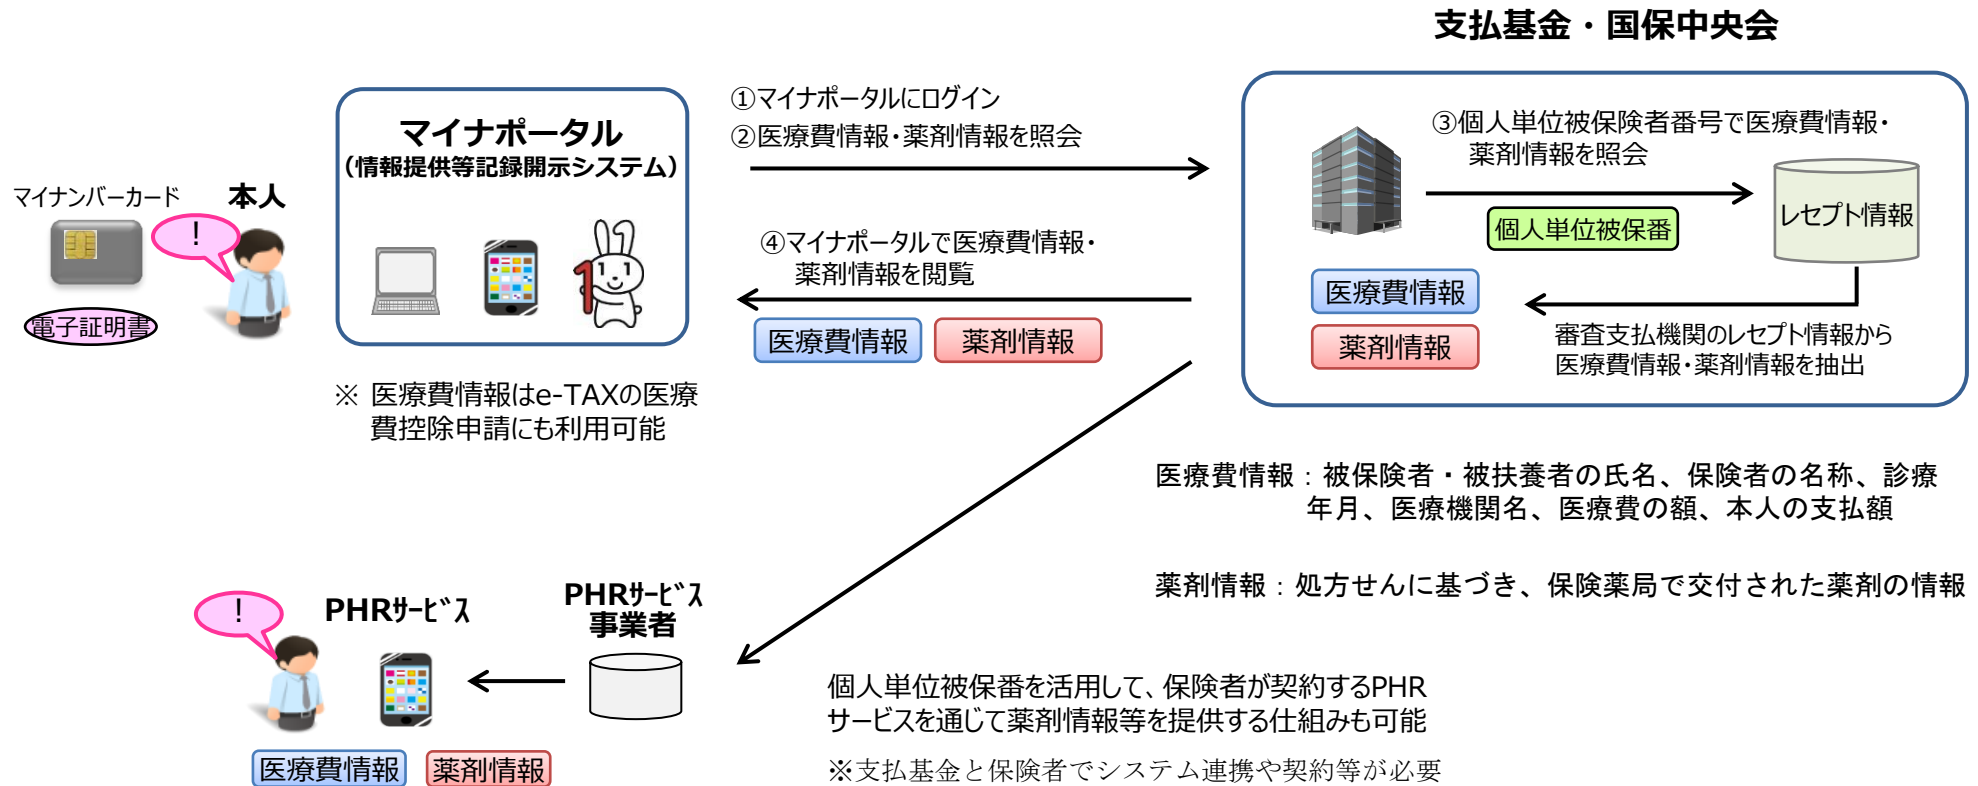 支払基金・国保中央会
マイナンバーカード
本人
!
電子証明書
マイナポータル
（情報提供等記録開示システム）
1
※ 医療費情報はe-TAXの医療
費控除申請にも利用可能
①マイナポータルにログイン
②医療費情報・薬剤情報を照会
④マイナポータルで医療費情報・
薬剤情報を閲覧
医療費情報
薬剤情報
③個人単位被保険者番号で医療費情報・
薬剤情報を照会
個人単位被保番
レセプト情報
医療費情報
薬剤情報
審査支払機関のレセプト情報から
医療費情報・薬剤情報を抽出
医療費情報：被保険者・被扶養者の氏名、保険者の名称、診療
年月、医療機関名、医療費の額、本人の支払額
薬剤情報：処方せんに基づき、保険薬局で交付された薬剤の情報
!
PHRｻｰﾋﾞｽ
PHRｻｰﾋﾞｽ
事業者
医療費情報
薬剤情報
個人単位被保番を活用して、保険者が契約するPHR
サービスを通じて薬剤情報等を提供する仕組みも可能
※支払基金と保険者でシステム連携や契約等が必要